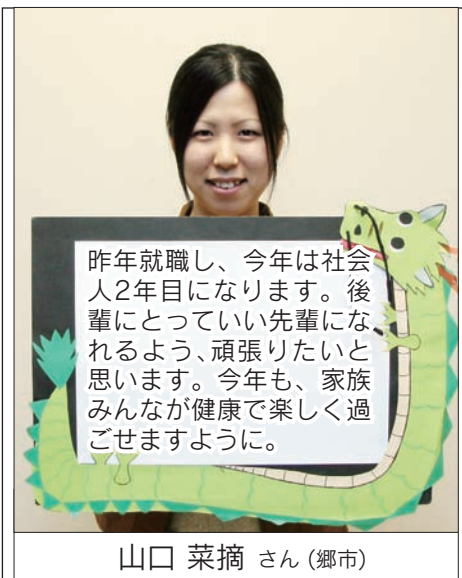 昨年就職し、今年は社会
人2年目になります。後
輩にとっていい先輩にな
れるよう、頑張りたいと
思います。今年も、家族
みんなが健康で楽しく過
ごせますように。
山口 菜摘 さん (郷市)